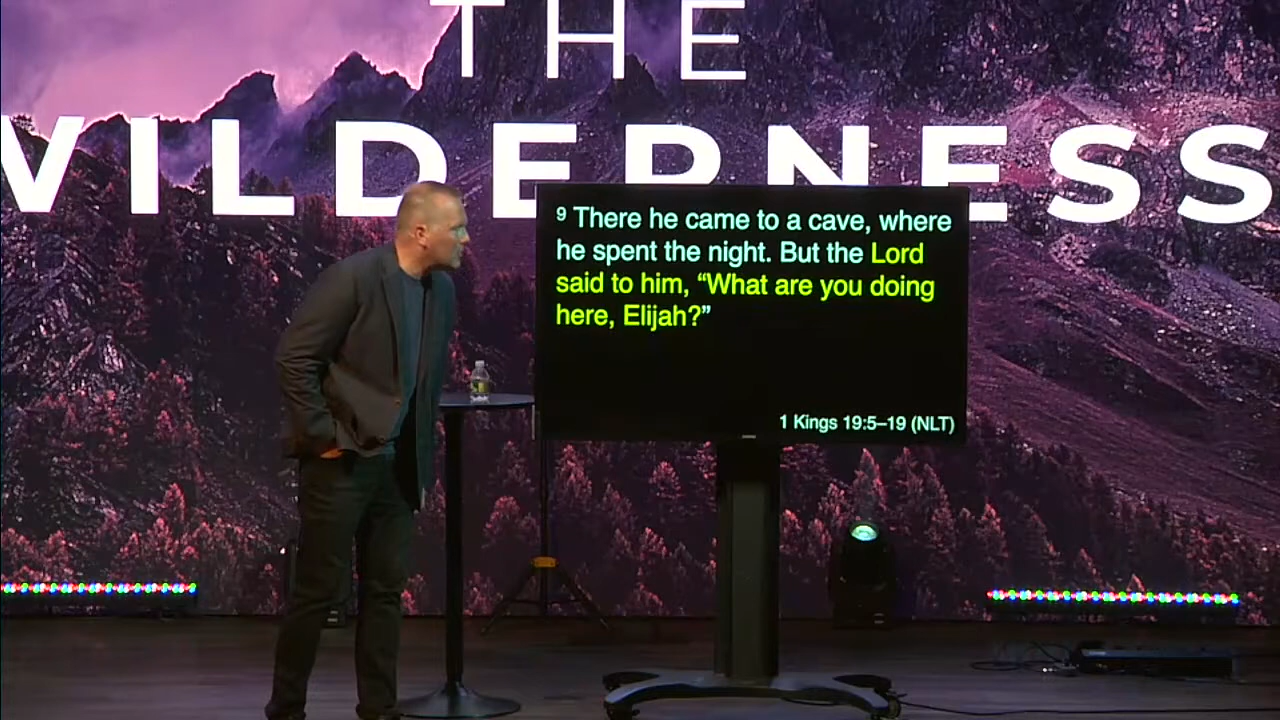 THE
WILDERNESS
9 There he came to a cave, where
he spent the night. But the Lord
said to him, “What are you doing
here, Elijah?”
1 Kings 19:5–19 (NLT)